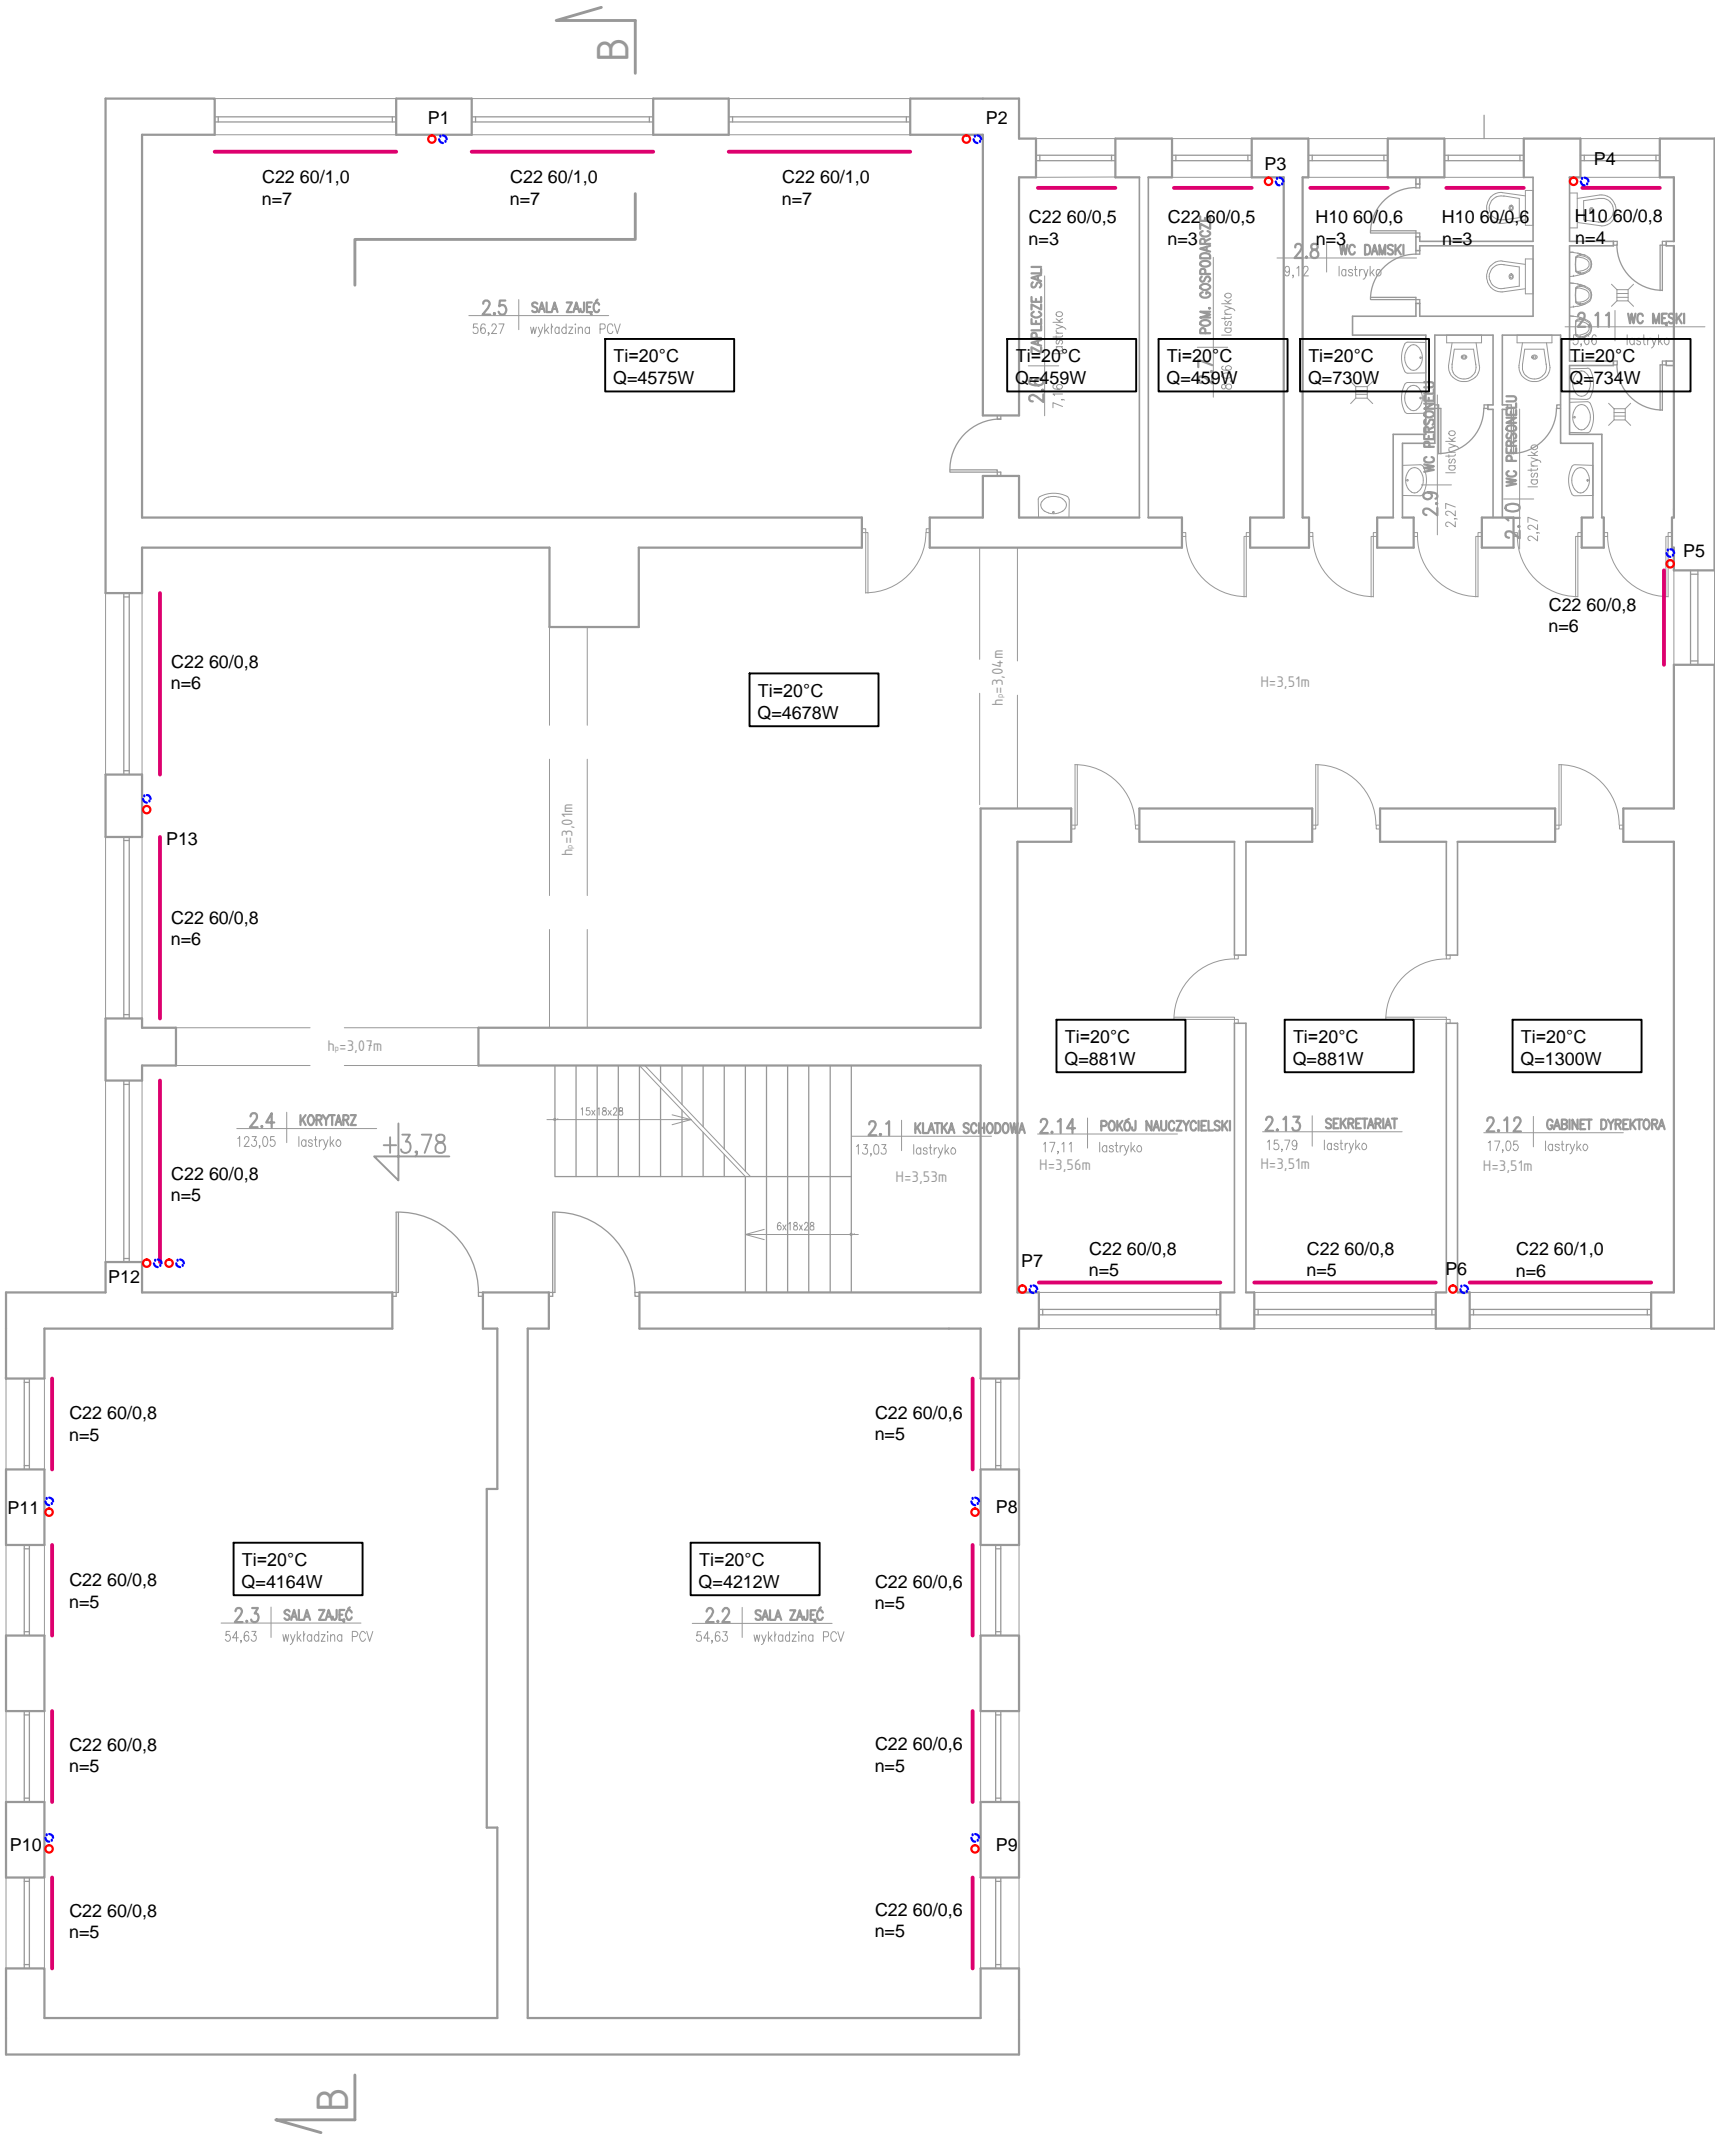 B
P1
P2
P3
P4
C22 60/1,0
n=7
C22 60/1,0
n=7
C22 60/1,0
n=7
C22 60/0,5
n=3
C22 60/0,5
n=3
H10 60/0,6
n=3
H10 60/0,6
n=3
H10 60/0,8
n=4
2.5 SALA ZAJĘĆ
56,27 wykładzina PCV
Ti=20°C
Q=4575W
ZAPLECZE SALI
lastryko
Ti=20°C
Q=459W
POM. GOSPODARCZE
lastryko
Ti=20°C
Q=459W
2.8 WC DAMSKI
9,12 lastryko
Ti=20°C
Q=730W
2.11 WC MĘSKI
lastryko
Ti=20°C
Q=734W
2.9 WC PERSONELU
2,27 lastryko
2.10 WC PERSONELU
2,27 lastryko
P5
C22 60/0,8
n=6
C22 60/0,8
n=6
Ti=20°C
Q=4678W
hp=3,04m
H=3,51m
P13
hp=3,01m
C22 60/0,8
n=6
hp=3,07m
Ti=20°C
Q=881W
Ti=20°C
Q=881W
Ti=20°C
Q=1300W
2.4 KORYTARZ
123,05 lastryko
+3,78
15x18x28
2.1 KLATKA SCHODOWA
13,03 lastryko
H=3,53m
6x18x28
2.14 POKÓJ NAUCZYCIELSKI
17,11 lastryko
H=3,56m
2.13 SEKRETARIAT
15,79 lastryko
H=3,51m
2.12 GABINET DYREKTORA
17,05 lastryko
H=3,51m
C22 60/0,8
n=5
P12
P7
C22 60/0,8
n=5
C22 60/0,8
n=5
P6
C22 60/1,0
n=6
C22 60/0,8
n=5
C22 60/0,6
n=5
P11
P8
C22 60/0,8
n=5
Ti=20°C
Q=4164W
2.3 SALA ZAJĘĆ
54,63 wykładzina PCV
Ti=20°C
Q=4212W
2.2 SALA ZAJĘĆ
54,63 wykładzina PCV
C22 60/0,6
n=5
C22 60/0,8
n=5
C22 60/0,6
n=5
P10
P9
C22 60/0,8
n=5
C22 60/0,6
n=5
B